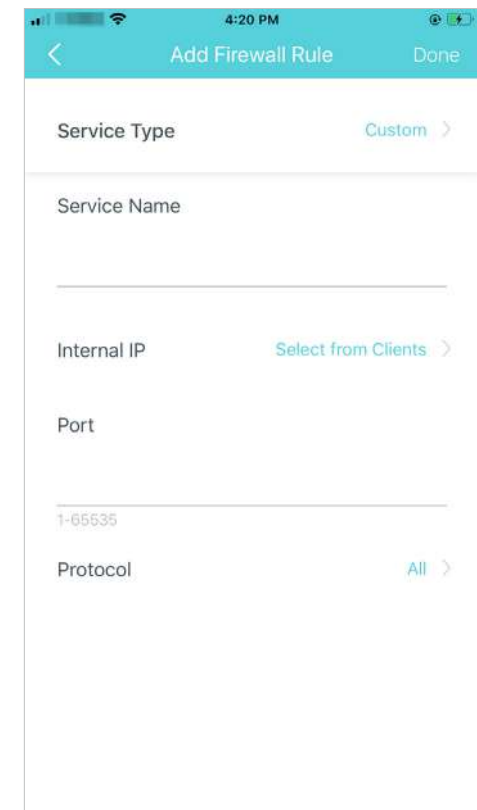 4:20 PM
Add Firewall Rule Done
Service Type Custom
Service Name
Internal IP Select from Clients
Port
1-65535
Protocol All